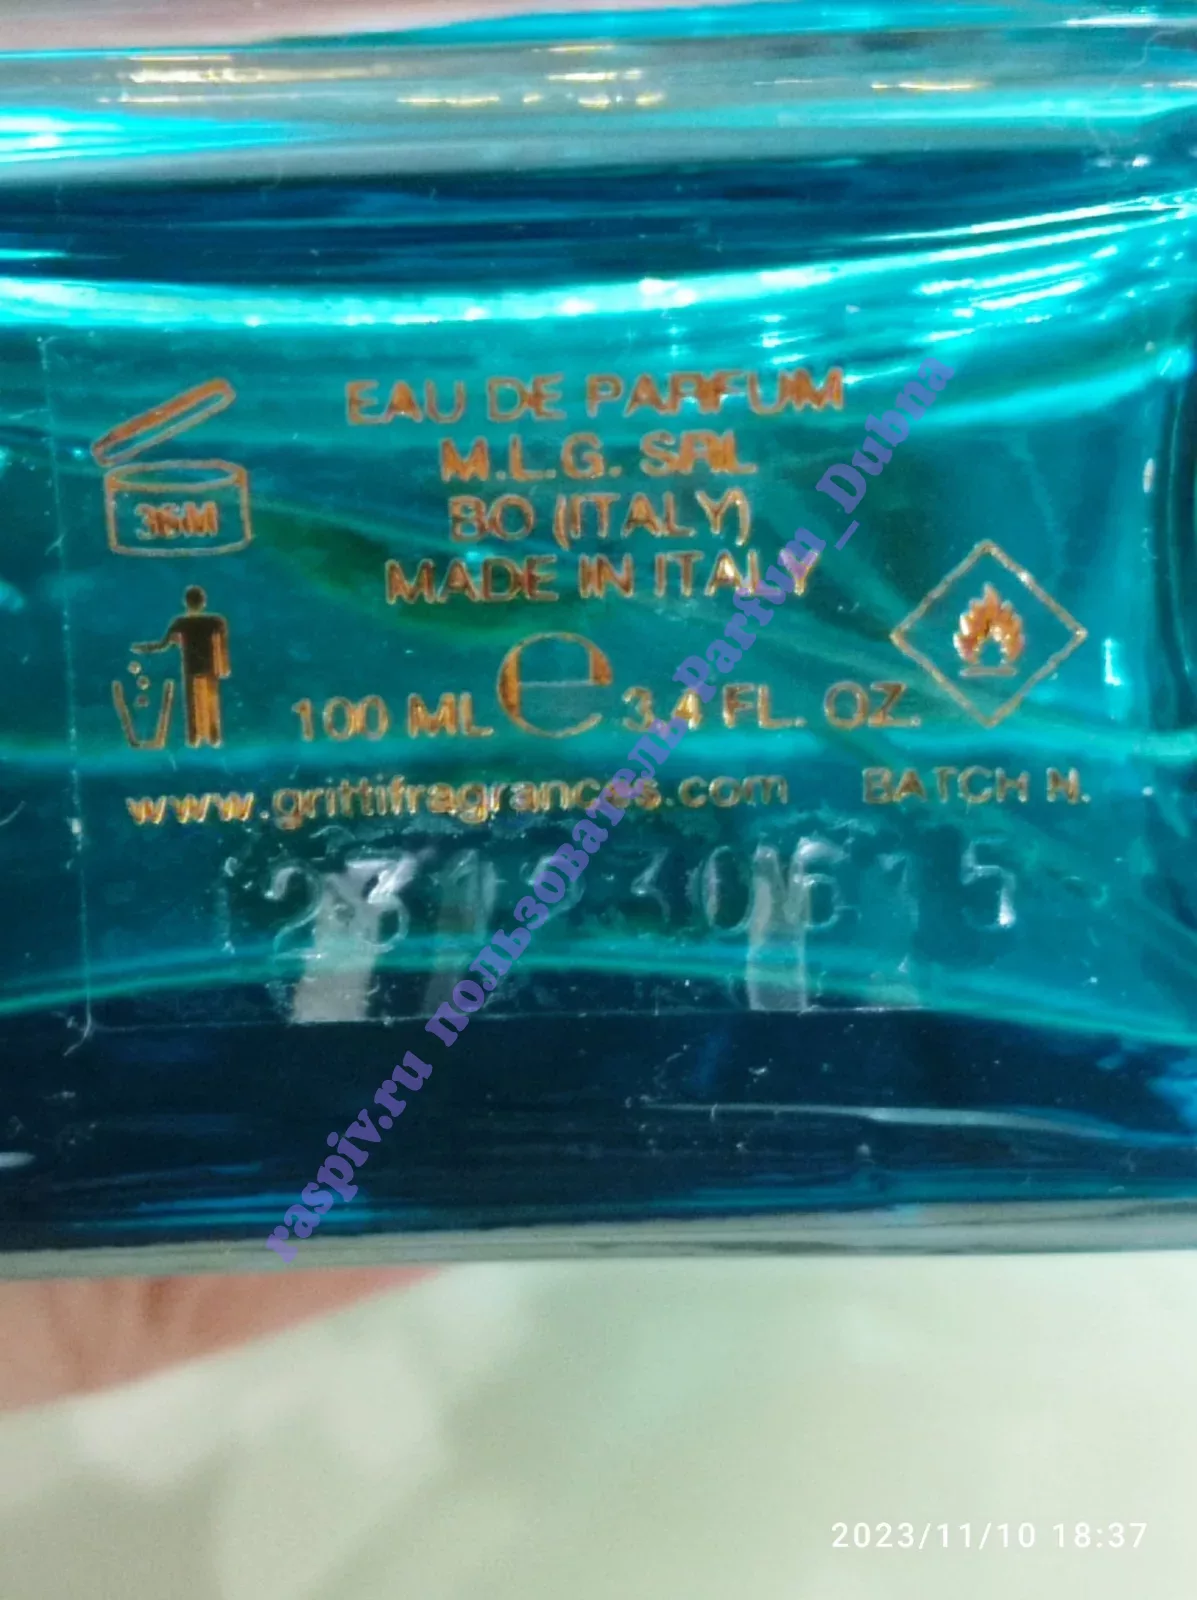 EAU DE PARFUM
M.L.G. SRL
BO (ITALY)
MADE IN ITALY
36M
100 ML e 3.4 FL. OZ.
www.grittifragrances.com BATCH N.
raspiv.ru пользователь Parfum_Dubna
2023/11/10 18:37